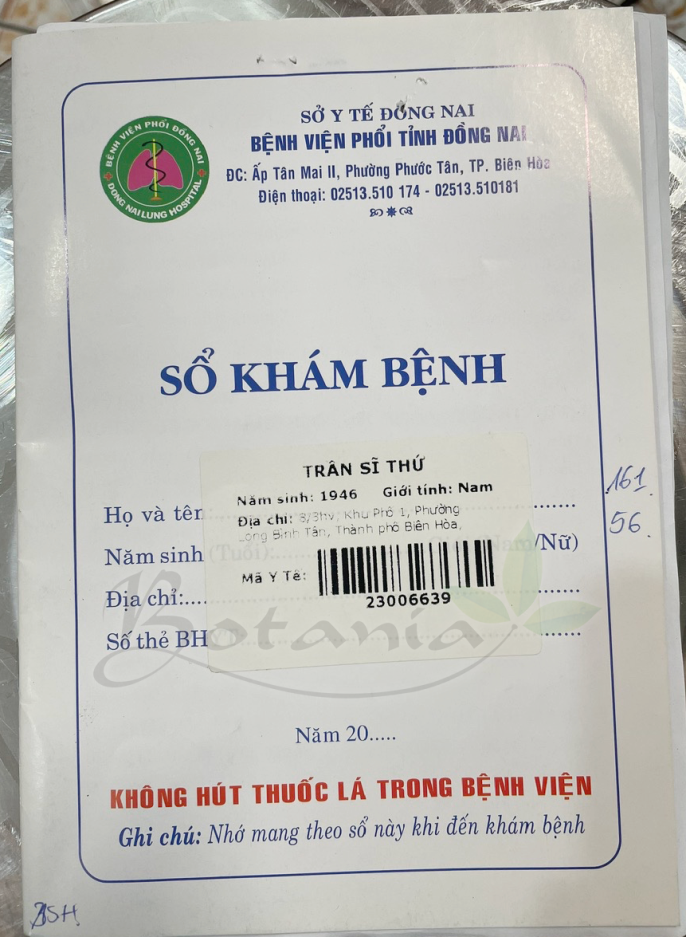 SỞ Y TẾ ĐỒNG NAI
BỆNH VIỆN PHỔI TỈNH ĐỒNG NAI
ĐC: Ấp Tân Mai II, Phường Phước Tân, TP. Biên Hòa
Điện thoại: 02513.510 174 - 02513.510181
BỆNH VIỆN PHỔI ĐỒNG NAI
DONG NAI LUNG HOSPITAL
SỔ KHÁM BỆNH
TRẦN SĨ THỨ
Năm sinh: 1946 Giới tính: Nam
Địa chỉ: Khu Phố 1, Phường
Long Bình Tân, Thành phố Biên Hòa,
Mã Y Tế:
23006639
161
56
Họ và tên:
Năm sinh (Tuổi): /Nữ)
Địa chỉ:....
Số thẻ BH
Botania
Năm 20.....
KHÔNG HÚT THUỐC LÁ TRONG BỆNH VIỆN
Ghi chú: Nhớ mang theo sổ này khi đến khám bệnh